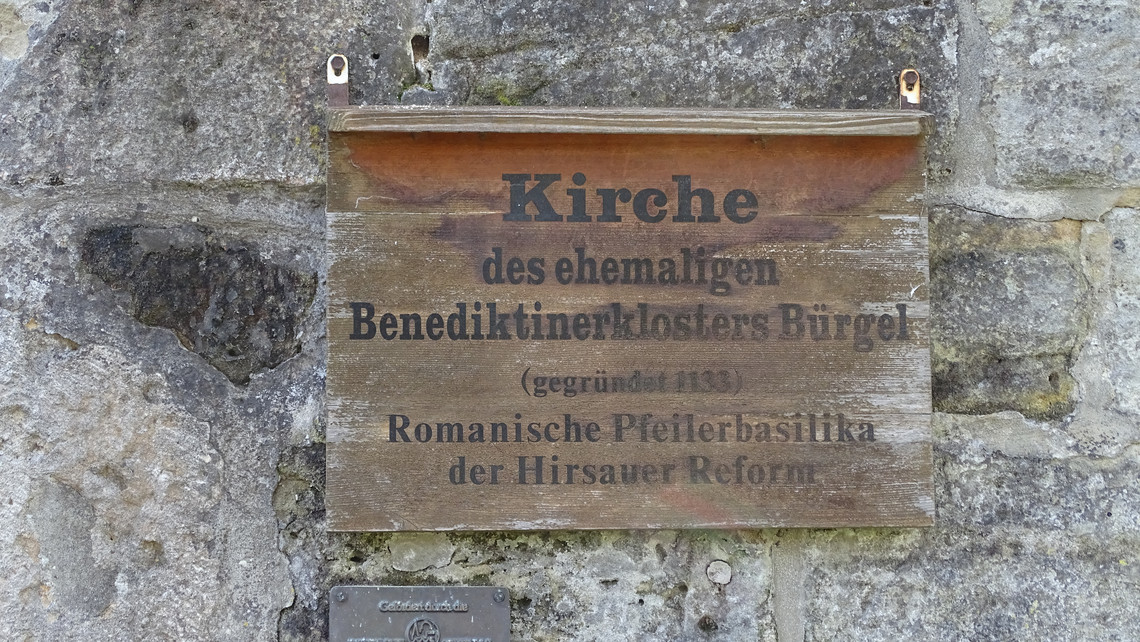 Kirche
des ehemaligen
Benediktinerklosters Bürgel
(gegründet 1133)
Romanische Pfeilerbasilika
der Hirsauer Reform